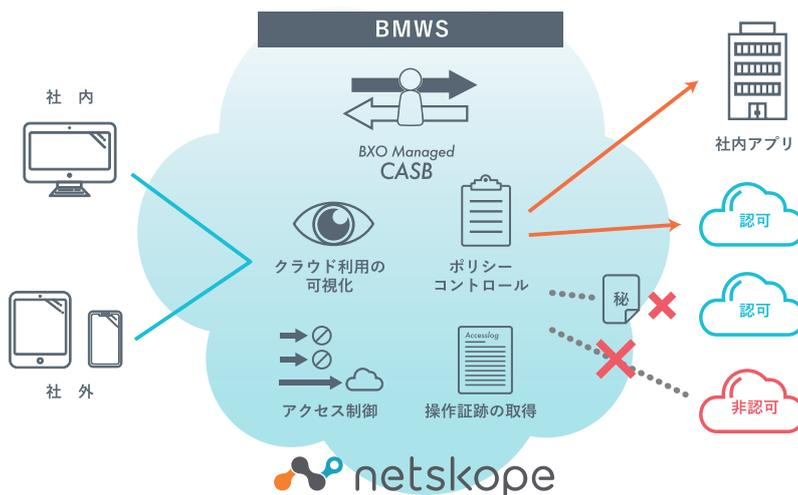 BMWS
社 内
BXO Managed
CASB
社内アプリ
クラウド利用の
可視化
ポリシー
コントロール
認可
秘
認可
Accesslog
社 外
アクセス制御
操作証跡の取得
非認可
netskope